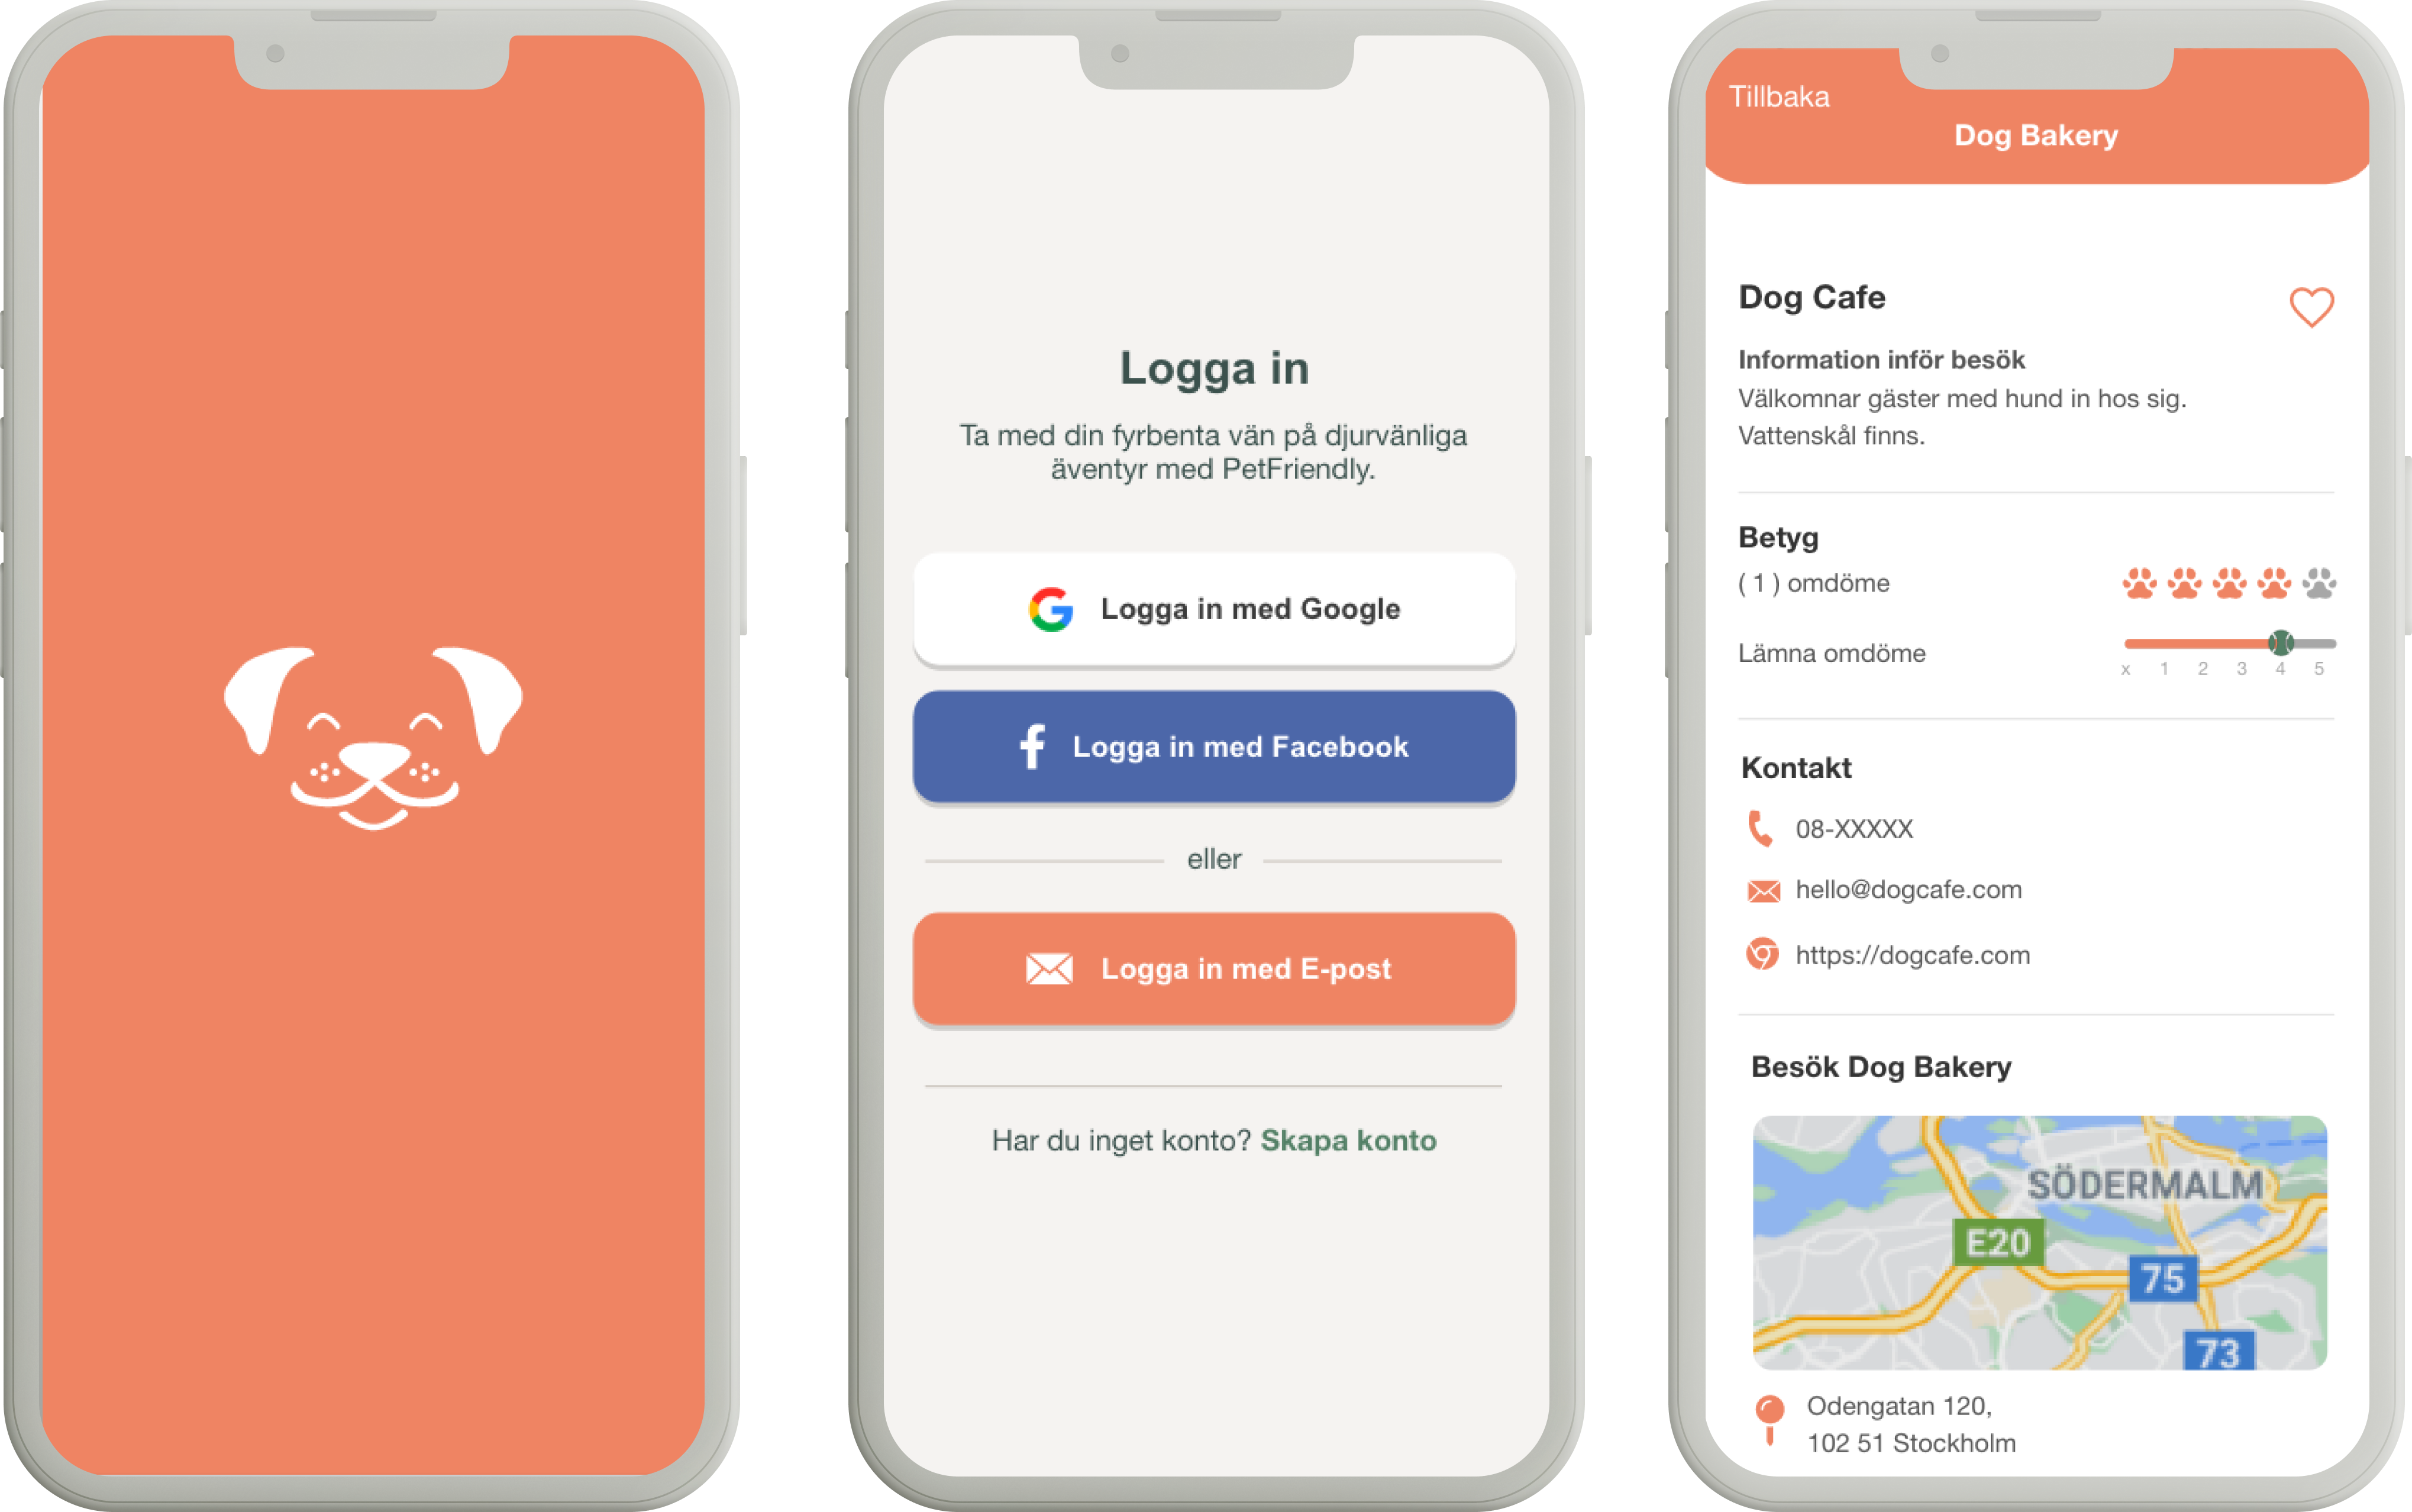 Logga in
Ta med din fyrbenta vän på djurvänliga
äventyr med PetFriendly.
Logga in med Google
Logga in med Facebook
eller
Logga in med E-post
Har du inget konto? Skapa konto
Tillbaka
Dog Bakery
Dog Cafe
Information inför besök
Välkomnar gäster med hund in hos sig.
Vattenskål finns.
Betyg
( 1 ) omdöme
Lämna omdöme
x 1 2 3 4 5
Kontakt
08-XXXXX
hello@dogcafe.com
https://dogcafe.com
Besök Dog Bakery
SÖDERMALM
E20
75
73
Odengatan 120,
102 51 Stockholm